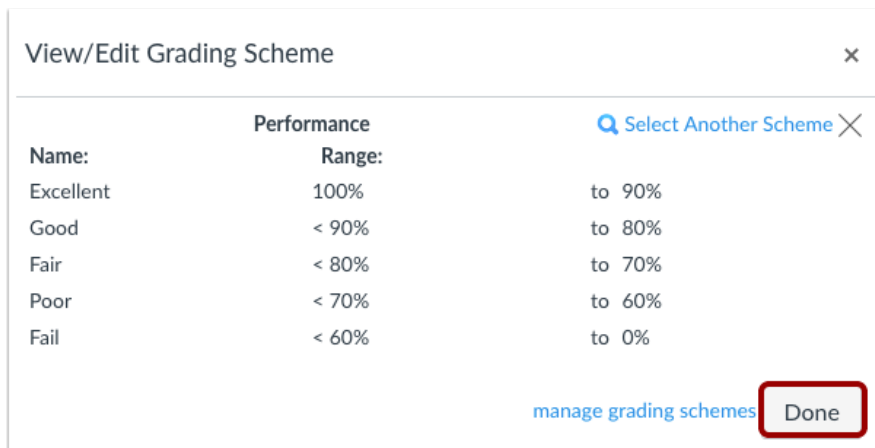 View/Edit Grading Scheme ×
Performance Select Another Scheme
Name: Range:
Excellent 100% to 90%
Good < 90% to 80%
Fair < 80% to 70%
Poor < 70% to 60%
Fail < 60% to 0%
manage grading schemes Done